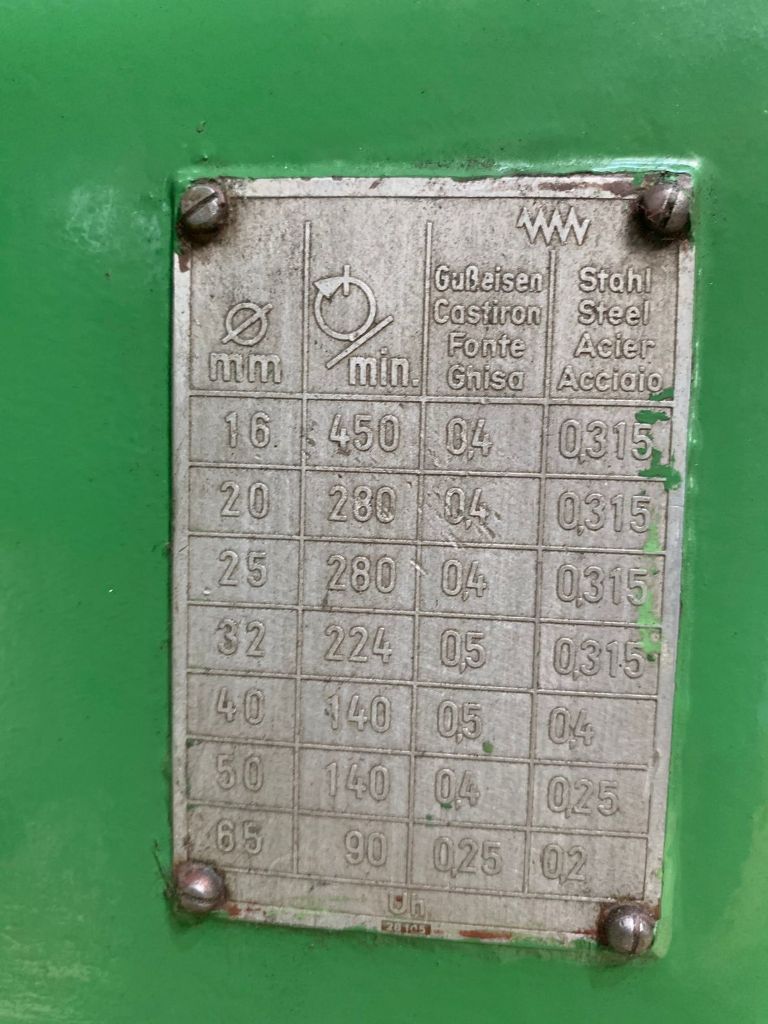 Gußeisen Stahl
Castiron Steel
Ø Fonte Acier
mm /min. Ghisa Acciaio
16 450 0,4 0,315
20 280 0,4 0,315
25 280 0,4 0,315
32 224 0,5 0,315
40 140 0,5 0,4
50 140 0,4 0,25
65 90 0,25 0,2
Uh
28105